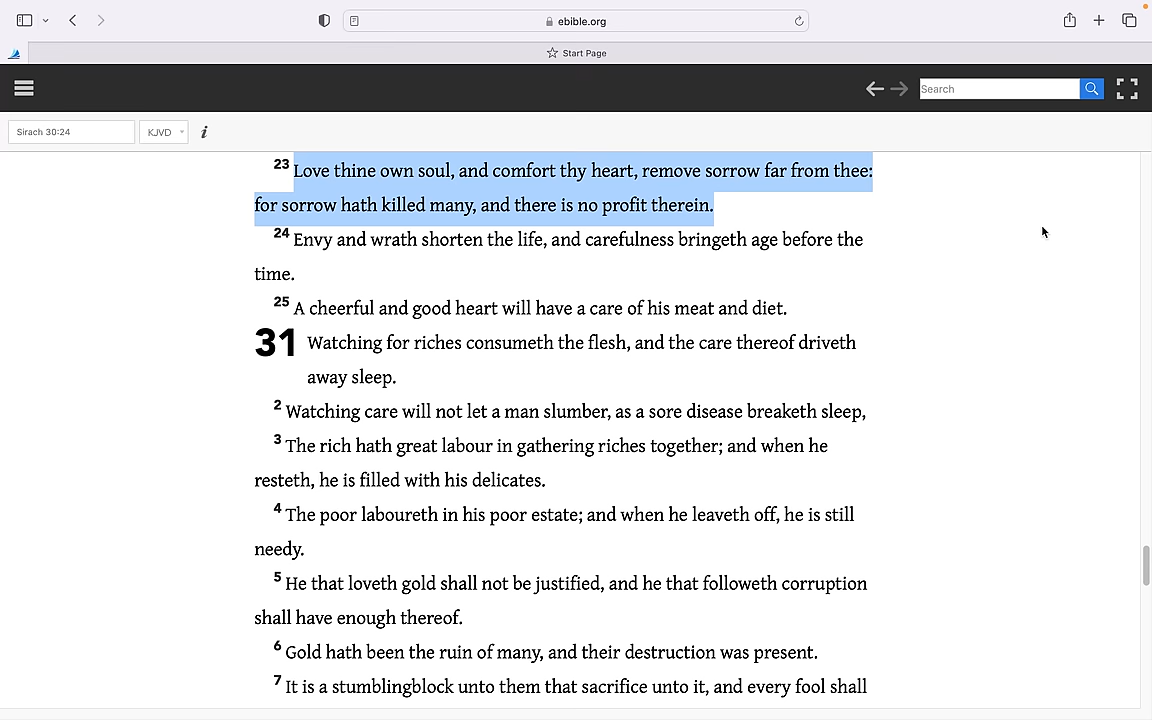 ebible.org
Start Page
Search
Sirach 30:24
KJVD
i
23 Love thine own soul, and comfort thy heart, remove sorrow far from thee:
for sorrow hath killed many, and there is no profit therein.
24 Envy and wrath shorten the life, and carefulness bringeth age before the
time.
25 A cheerful and good heart will have a care of his meat and diet.
31 Watching for riches consumeth the flesh, and the care thereof driveth
away sleep.
2 Watching care will not let a man slumber, as a sore disease breaketh sleep,
3 The rich hath great labour in gathering riches together; and when he
resteth, he is filled with his delicates.
4 The poor laboureth in his poor estate; and when he leaveth off, he is still
needy.
5 He that loveth gold shall not be justified, and he that followeth corruption
shall have enough thereof.
6 Gold hath been the ruin of many, and their destruction was present.
7 It is a stumblingblock unto them that sacrifice unto it, and every fool shall